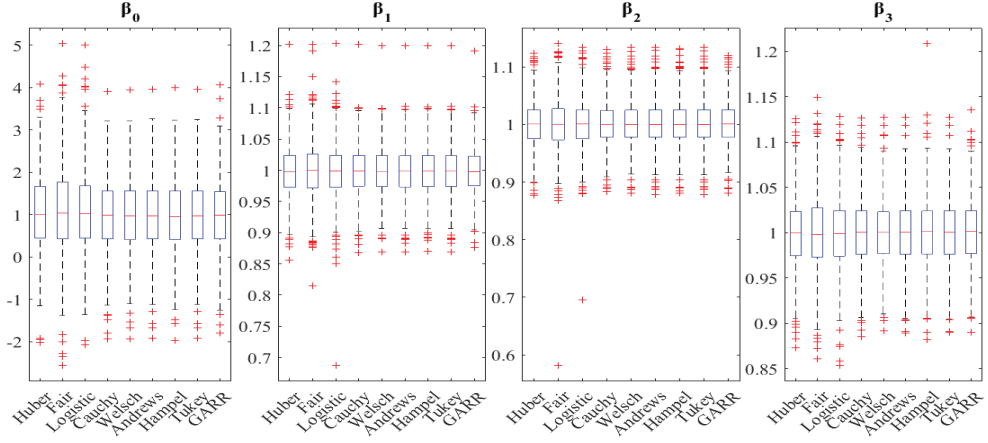 β0
5
4
3
2
1
0
-1
-2
Huber
Fair
Logistic
Cauchy
Welsch
Andrews
Hampel
Tukey
GARR
β1
1.2
1.15
1.1
1.05
1
0.95
0.9
0.85
0.8
0.75
0.7
Huber
Fair
Logistic
Cauchy
Welsch
Andrews
Hampel
Tukey
GARR
β2
1.1
1
0.9
0.8
0.7
0.6
Huber
Fair
Logistic
Cauchy
Welsch
Andrews
Hampel
Tukey
GARR
β3
1.2
1.15
1.1
1.05
1
0.95
0.9
0.85
Huber
Fair
Logistic
Cauchy
Welsch
Andrews
Hampel
Tukey
GARR